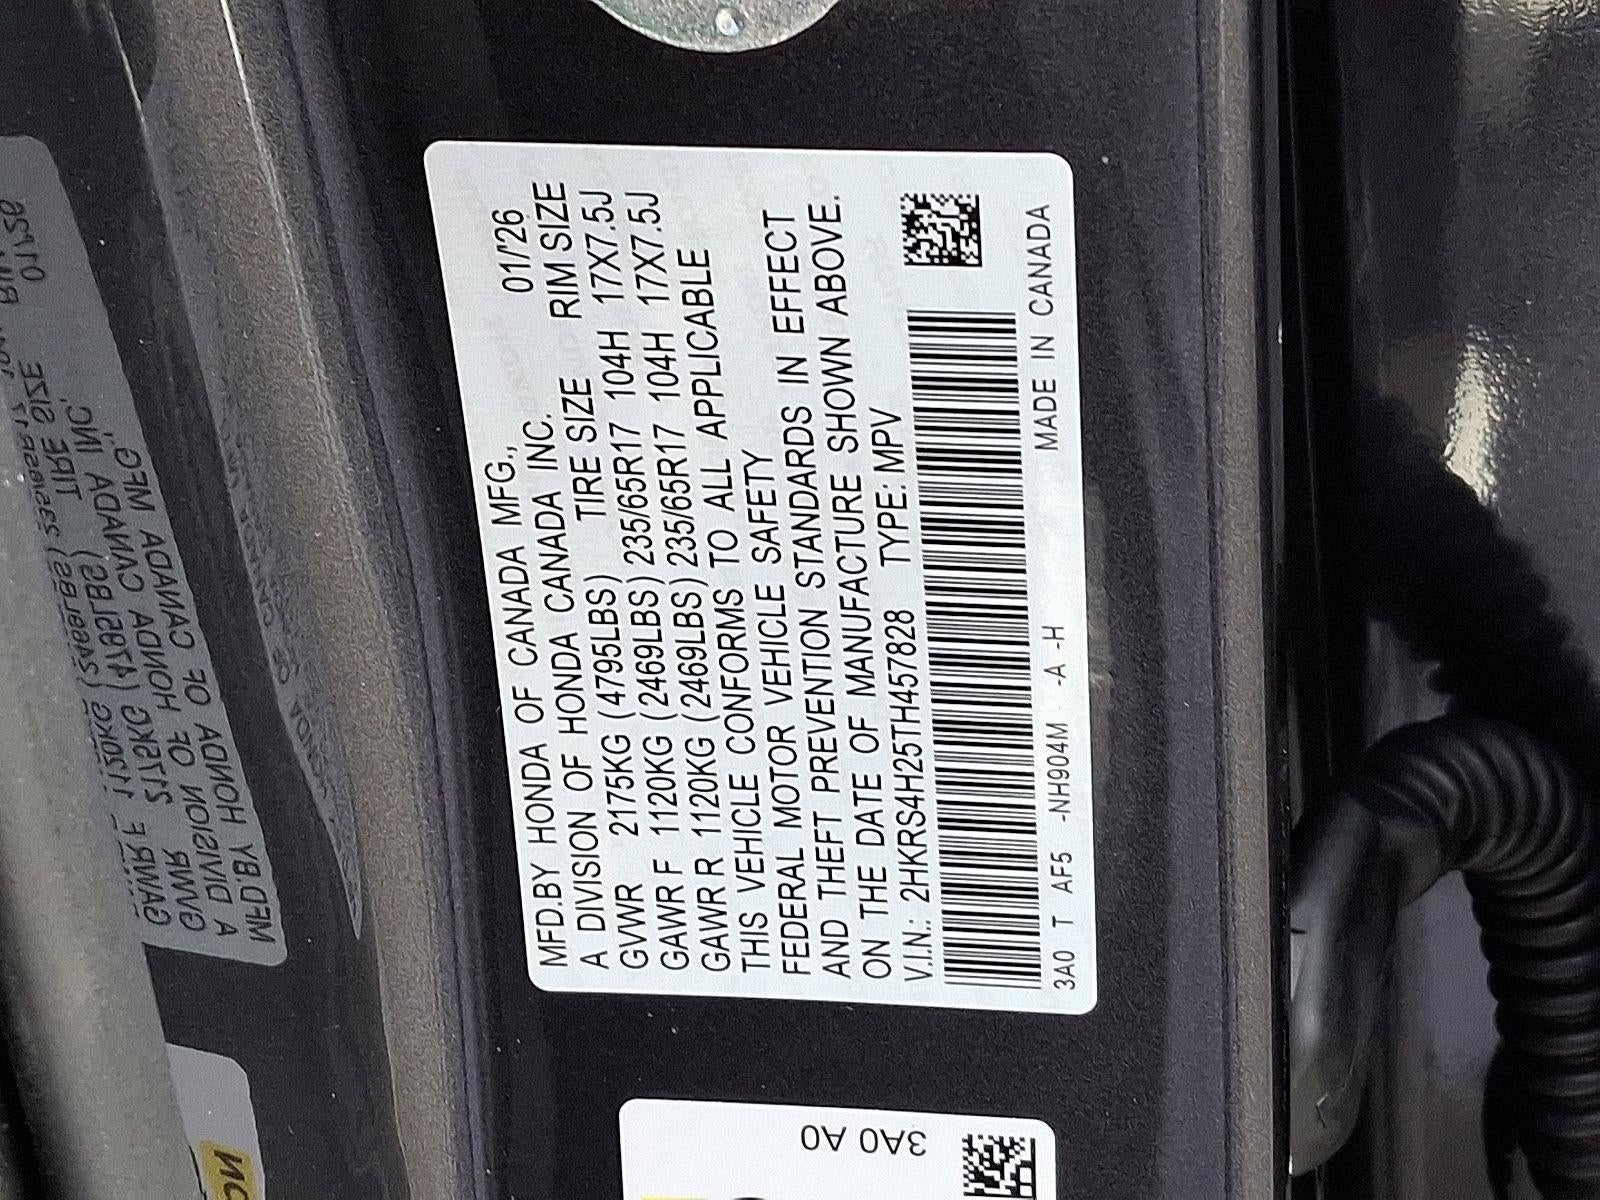 MFD.BY HONDA OF CANADA MFG.,
A DIVISION OF HONDA CANADA INC. 01/'26
GVWR 2175KG (4795LBS) TIRE SIZE RIM SIZE
GAWR F 1120KG (2469LBS) 235/65R17 104H 17X7.5J
GAWR R 1120KG (2469LBS) 235/65R17 104H 17X7.5J
THIS VEHICLE CONFORMS TO ALL APPLICABLE
FEDERAL MOTOR VEHICLE SAFETY
AND THEFT PREVENTION STANDARDS IN EFFECT
ON THE DATE OF MANUFACTURE SHOWN ABOVE.
V.I.N.: 2HKRS4H25TH457828 TYPE: MPV
3A0 T AF5 -NH904M -A -H MADE IN CANADA
3A0 A0